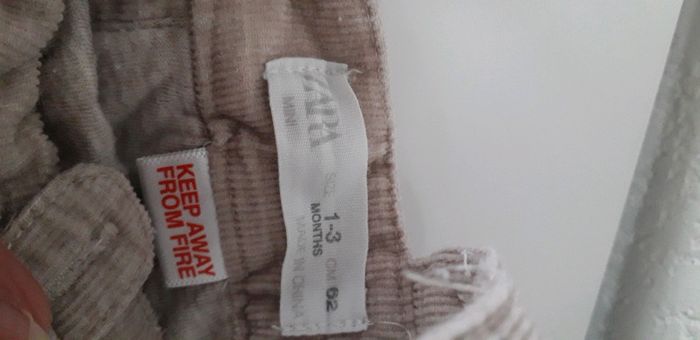 ZARA
MINI
SIZE 1-3 CM 62
MONTHS
MADE IN CHINA
KEEP AWAY
FROM FIRE